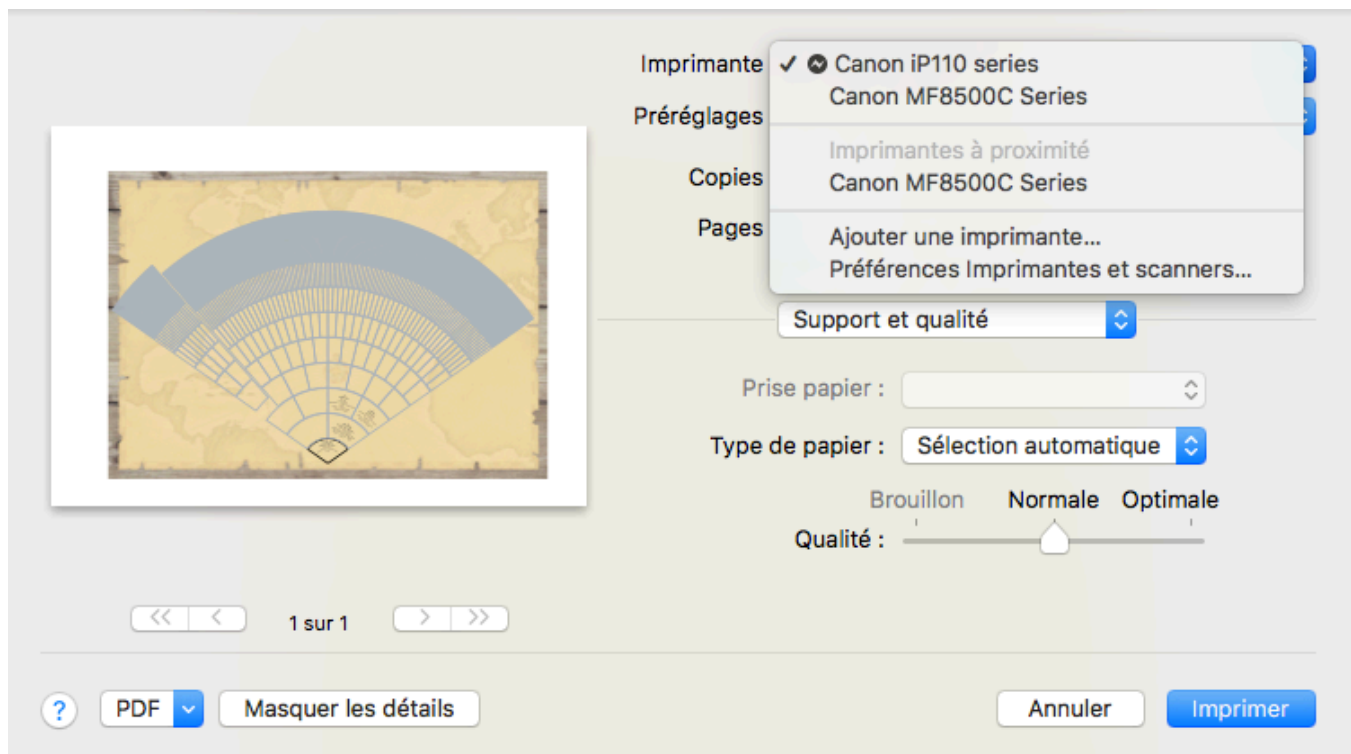 Imprimante
✓ Canon iP110 series
Canon MF8500C Series
Préréglages
Imprimantes à proximité
Copies
Canon MF8500C Series
Pages
Ajouter une imprimante...
Préférences Imprimantes et scanners...
Support et qualité
Prise papier :
Type de papier : Sélection automatique
Brouillon Normale Optimale
Qualité :
<< < 1 sur 1 > >>
? PDF Masquer les détails Annuler Imprimer